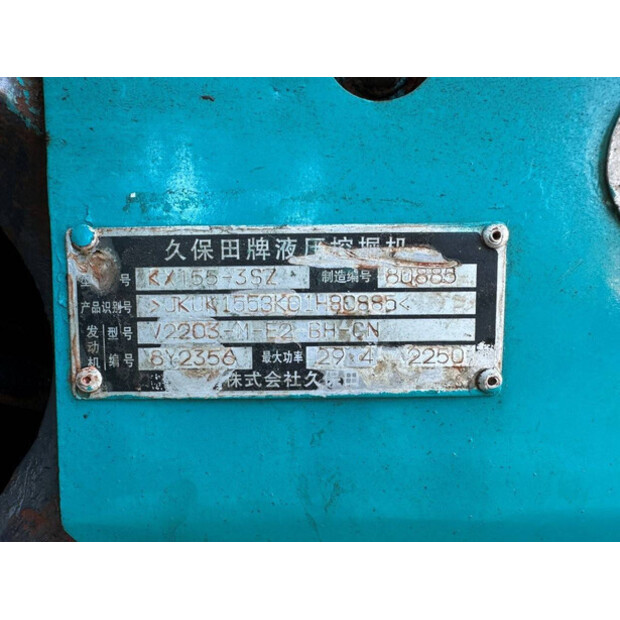 久保田牌液压挖掘机
号 KX155-3SZ 制造编号 80885
产品识别号 >JKUK1558K01H80885<
发动机 型号 V2203-M-E2-BH-CN
编号 8Y2356 最大功率 29.4 2250
株式会社久保田